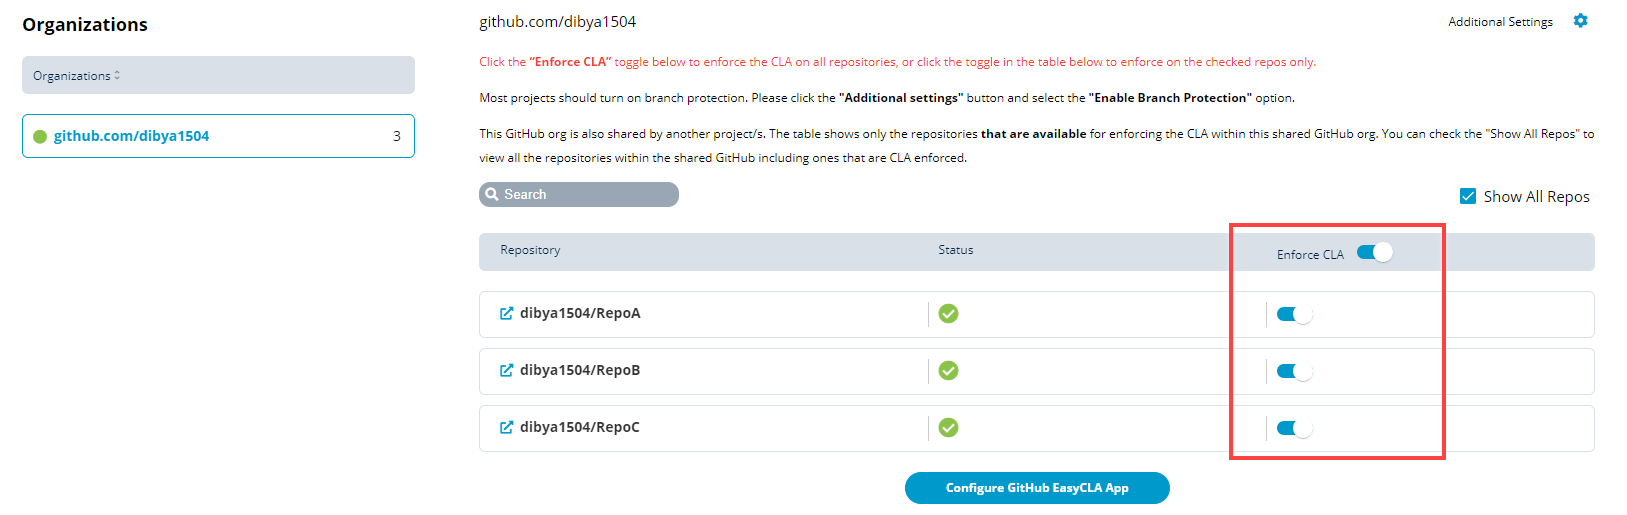 Organizations
Organizations
github.com/dibya1504 3
github.com/dibya1504
Additional Settings
Click the “Enforce CLA” toggle below to enforce the CLA on all repositories, or click the toggle in the table below to enforce on the checked repos only.
Most projects should turn on branch protection. Please click the "Additional settings" button and select the "Enable Branch Protection" option.
This GitHub org is also shared by another project/s. The table shows only the repositories that are available for enforcing the CLA within this shared GitHub org. You can check the "Show All Repos" to
view all the repositories within the shared GitHub including ones that are CLA enforced.
Search
Show All Repos
Repository Status Enforce CLA
dibya1504/RepoA
dibya1504/RepoB
dibya1504/RepoC
Configure GitHub EasyCLA App